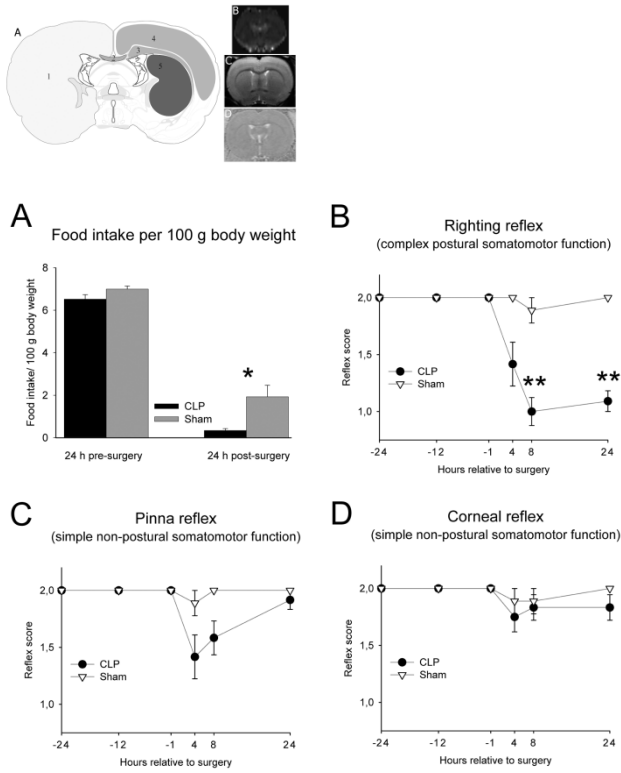 A
1
2
3
4
5
B
C
D
A
Food intake per 100 g body weight
Food intake/ 100 g body weight
8
6
4
2
0
*
CLP
Sham
24 h pre-surgery
24 h post-surgery
B
Righting reflex
(complex postural somatomotor function)
Reflex score
2,0
1,5
1,0
CLP
Sham
**
**
-24
-12
-1
4
8
24
Hours relative to surgery
C
Pinna reflex
(simple non-postural somatomotor function)
Reflex score
2,0
1,5
1,0
CLP
Sham
-24
-12
-1
4
8
24
Hours relative to surgery
D
Corneal reflex
(simple non-postural somatomotor function)
Reflex score
2,0
1,5
1,0
CLP
Sham
-24
-12
-1
4
8
24
Hours relative to surgery